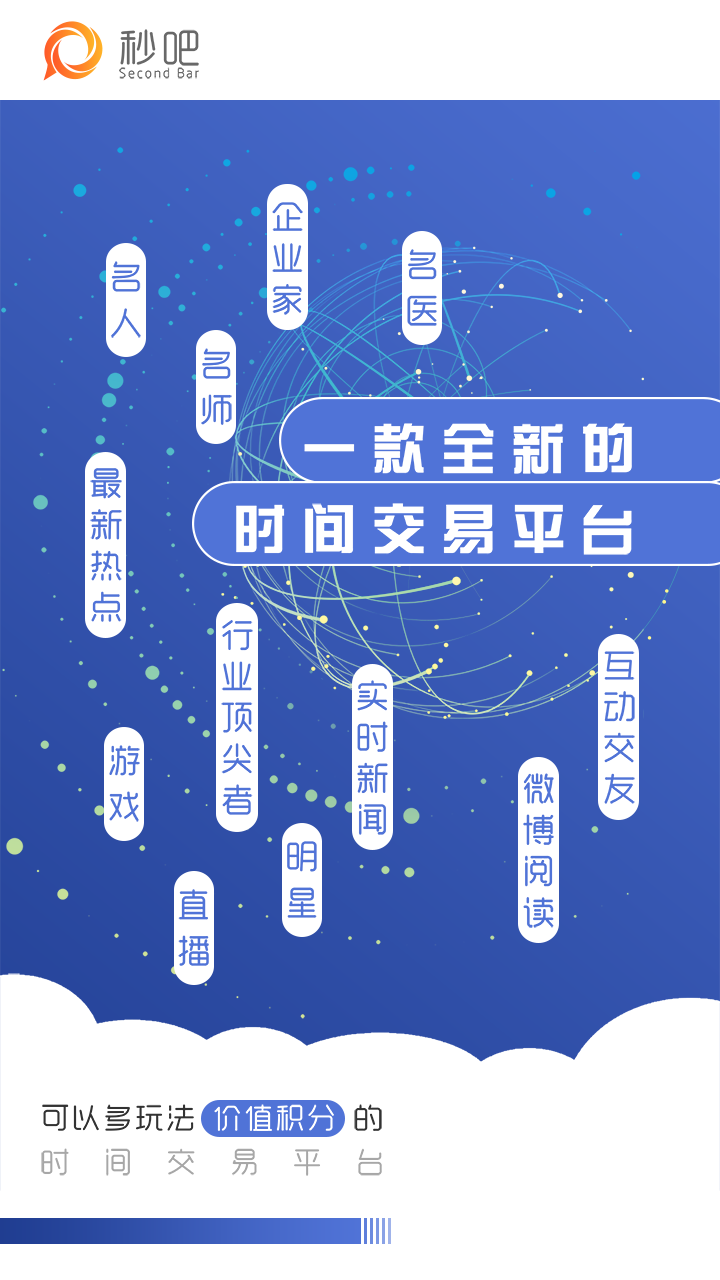 秒吧
Second Bar
企业家
名医
名人
名师
一款全新的
时间交易平台
最新热点
行业顶尖者
互动交友
实时新闻
游戏
微博阅读
明星
直播
可以多玩法价值积分的
时间交易平台